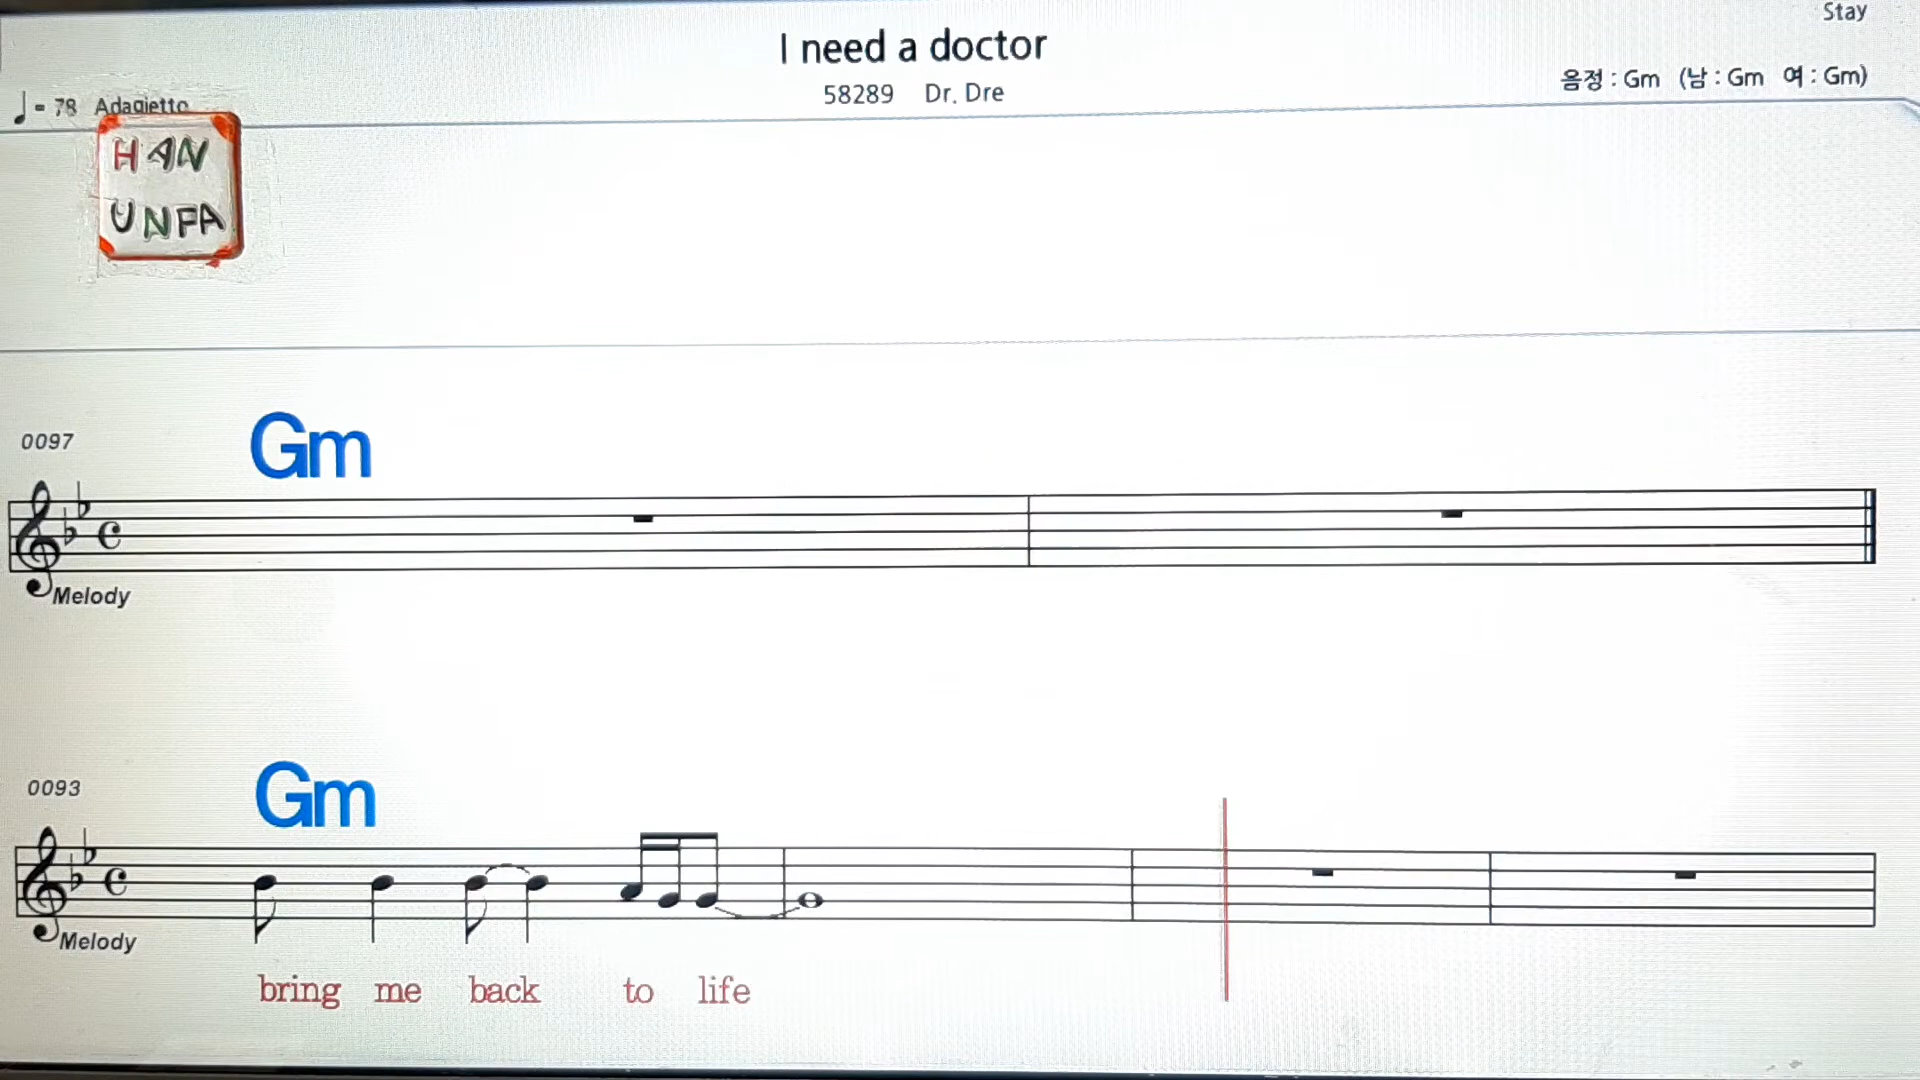 Stay
I need a doctor
58289 Dr. Dre
음정 : Gm (남 : Gm 여 : Gm)
= 78 Adagietto
HAN
UNFA
0097
Gm
Melody
0093
Gm
Melody
bring me back to life